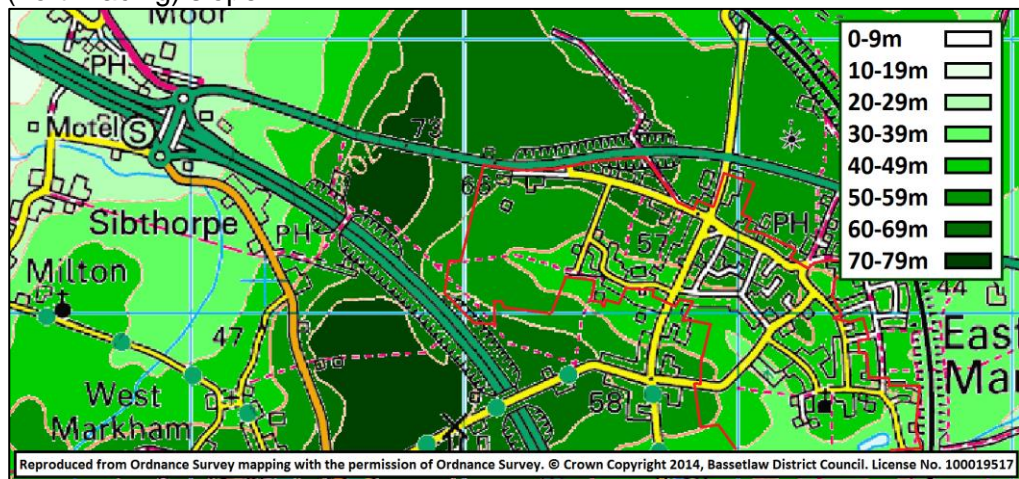 Moor
PH
73
Motel S
Sibthorpe
PH
57
PH
Milton
47
44
East
Mar
West
Markham
58
0-9m
10-19m
20-29m
30-39m
40-49m
50-59m
60-69m
70-79m
Reproduced from Ordnance Survey mapping with the permission of Ordnance Survey. © Crown Copyright 2014, Bassetlaw District Council. License No. 100019517